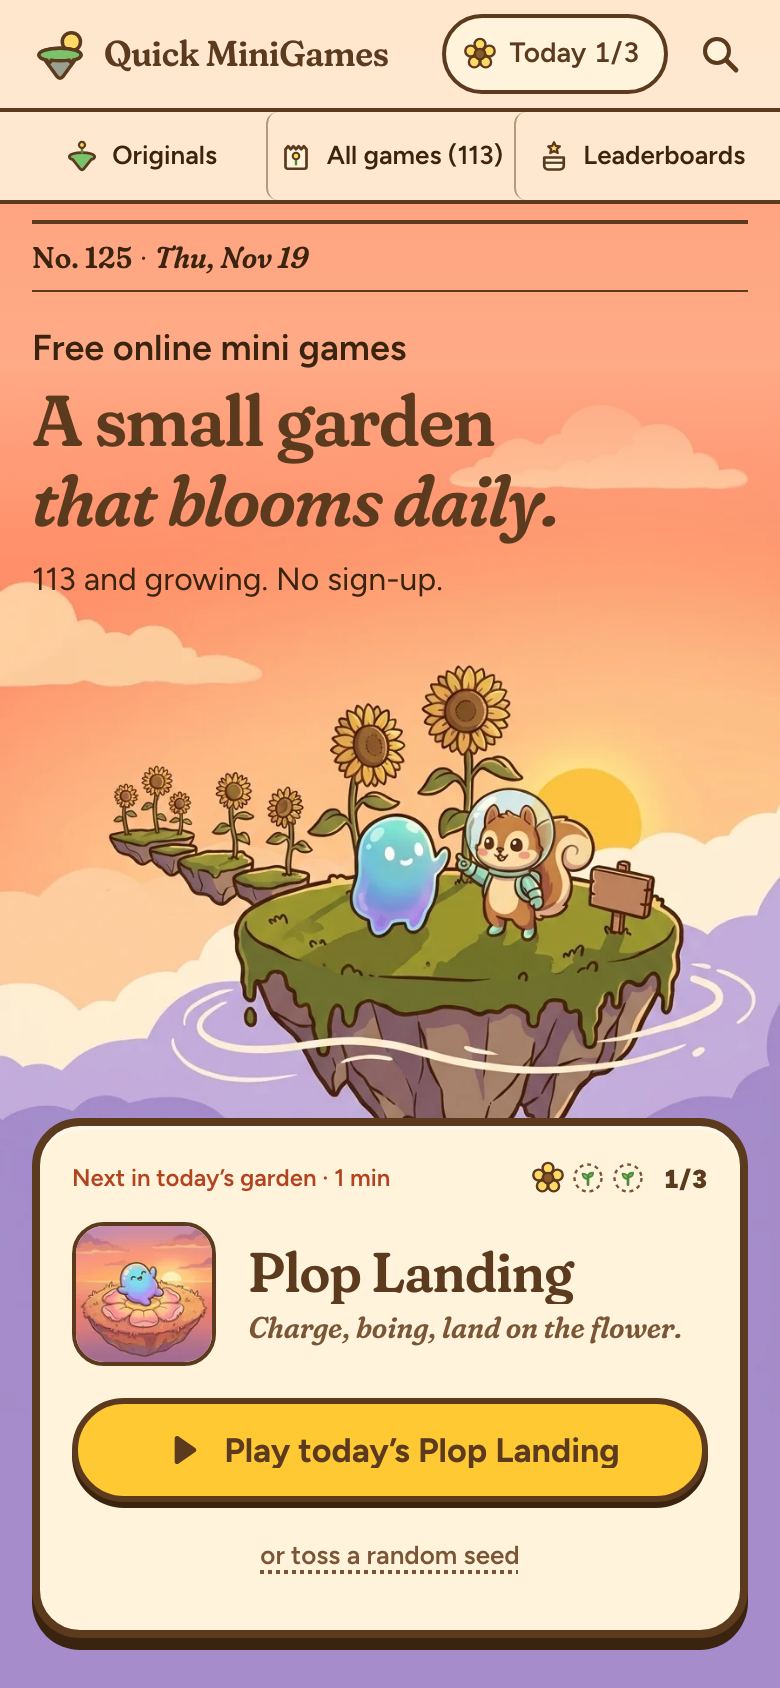 Quick MiniGames
Today 1/3
Originals
All games (113)
Leaderboards
No. 125 · Thu, Nov 19
Free online mini games
A small garden
that blooms daily.
113 and growing. No sign-up.
Next in today’s garden · 1 min
1/3
Plop Landing
Charge, boing, land on the flower.
Play today’s Plop Landing
or toss a random seed